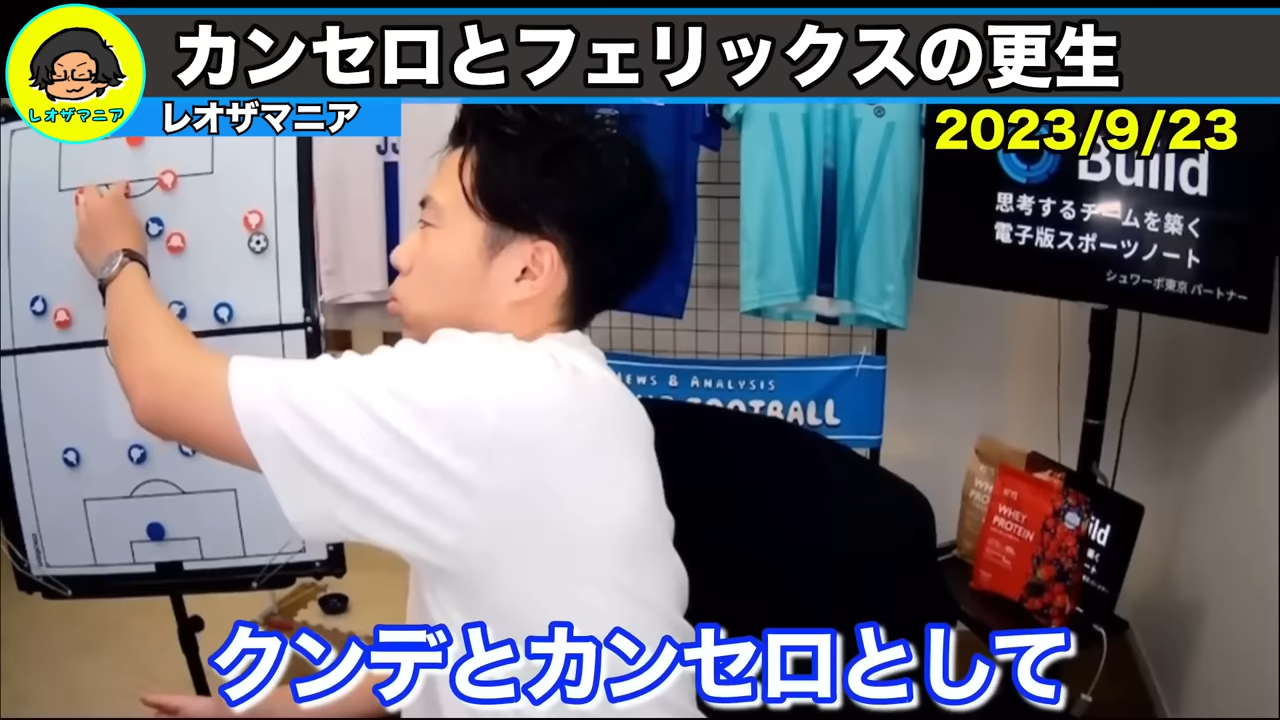 カンセロとフェリックスの更生
レオザマニア
レオザマニア
2023/9/23
Build
思考するチームを築く
電子版スポーツノート
シュワーボ東京 パートナー
NEWS & ANALYSIS
FOOTBALL
WHEY
PROTEIN
クンデとカンセロとして